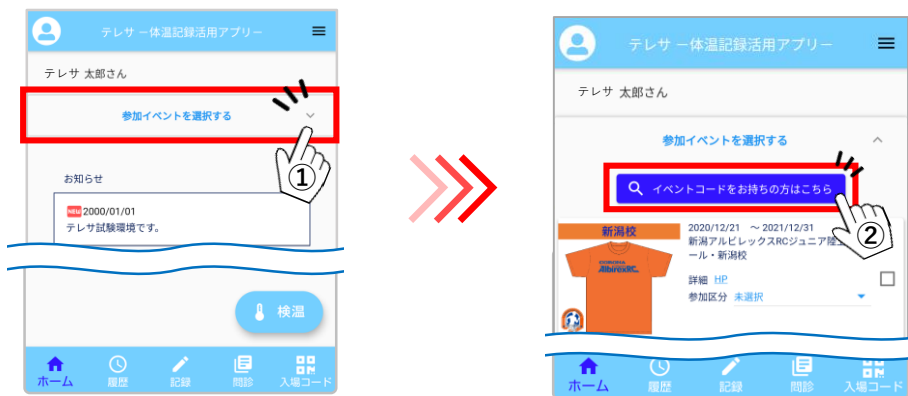 テレサ ー体温記録活用アプリー
テレサ 太郎さん
参加イベントを選択する
①
お知らせ
NEW 2000/01/01
テレサ試験環境です。
検温
ホーム 履歴 記録 問診 入場コード
テレサ ー体温記録活用アプリー
テレサ 太郎さん
参加イベントを選択する
イベントコードをお持ちの方はこちら
②
新潟校
AlbirexRC.
2020/12/21 ～2021/12/31
新潟アルビレックスRCジュニア陸
ール・新潟校
詳細 HP
参加区分 未選択
ホーム 履歴 記録 問診 入場コード